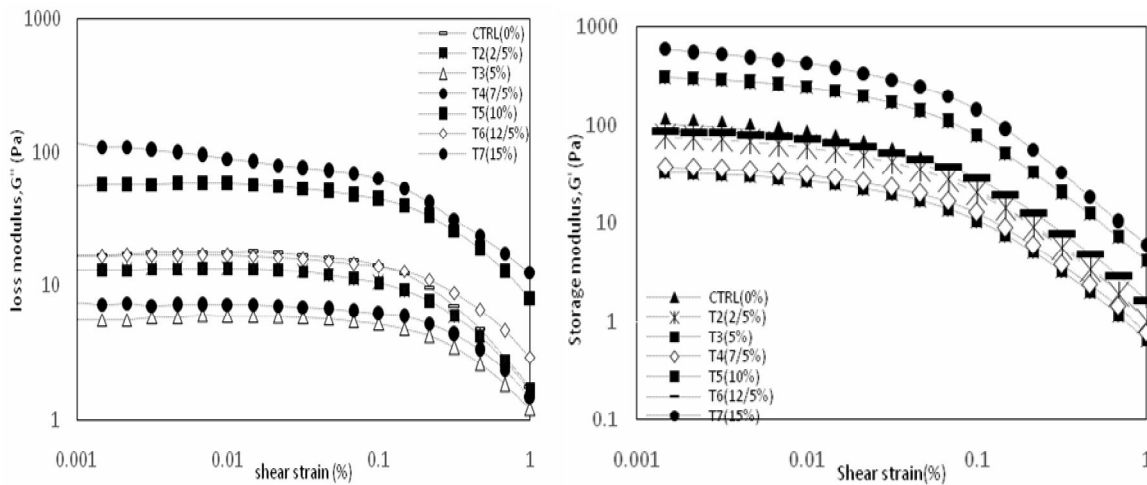 1000
100
10
1
loss modulus,G'' (Pa)
CTRL(0%)
T2(2/5%)
T3(5%)
T4(7/5%)
T5(10%)
T6(12/5%)
T7(15%)
0.001
0.01
0.1
1
shear strain(%)
1000
100
10
1
0.1
Storage modulus,G' (Pa)
CTRL(0%)
T2(2/5%)
T3(5%)
T4(7/5%)
T5(10%)
T6(12/5%)
T7(15%)
0.001
0.01
0.1
1
Shear strain(%)